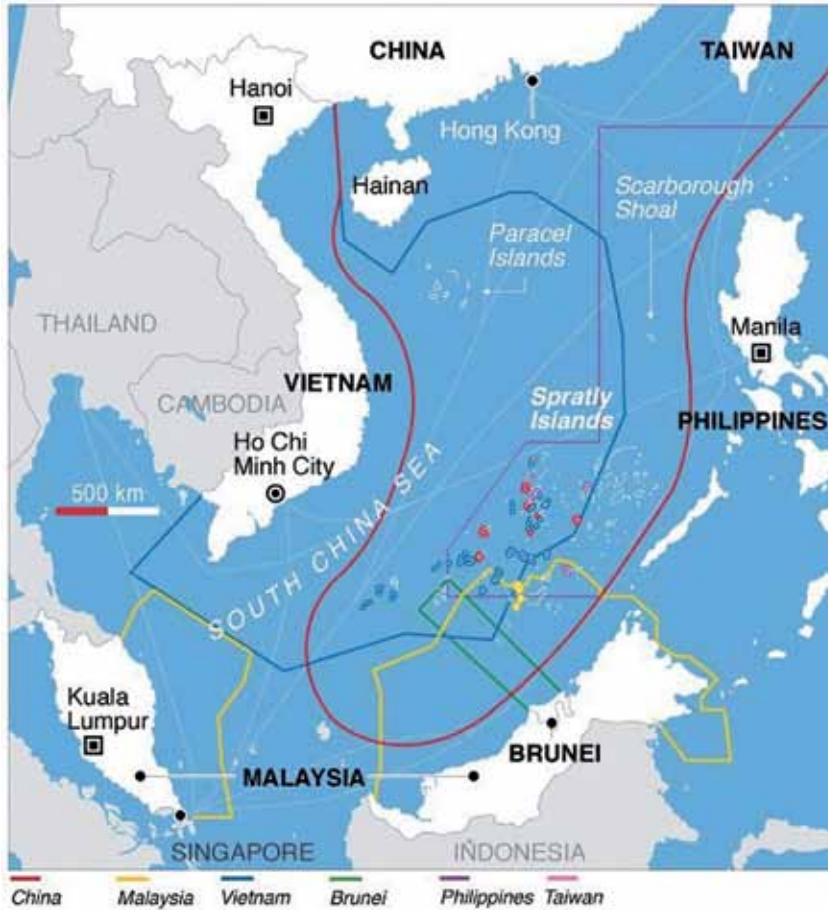 CHINA
TAIWAN
Hanoi
Hong Kong
Hainan
Scarborough
Shoal
Paracel
Islands
THAILAND
Manila
VIETNAM
CAMBODIA
Spratly
Islands
PHILIPPINES
Ho Chi
Minh City
500 km
SOUTH CHINA SEA
Kuala
Lumpur
BRUNEI
MALAYSIA
SINGAPORE
INDONESIA
China Malaysia Vietnam Brunei Philippines Taiwan